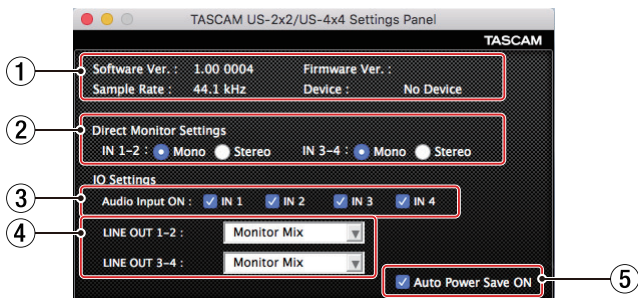 TASCAM US-2x2/US-4x4 Settings Panel
TASCAM
1
Software Ver. : 1.00 0004 Firmware Ver. :
Sample Rate : 44.1 kHz Device : No Device
2
Direct Monitor Settings
IN 1-2 : Mono Stereo IN 3-4 : Mono Stereo
IO Settings
3
Audio Input ON : IN 1 IN 2 IN 3 IN 4
4
LINE OUT 1-2 : Monitor Mix
LINE OUT 3-4 : Monitor Mix
Auto Power Save ON
5